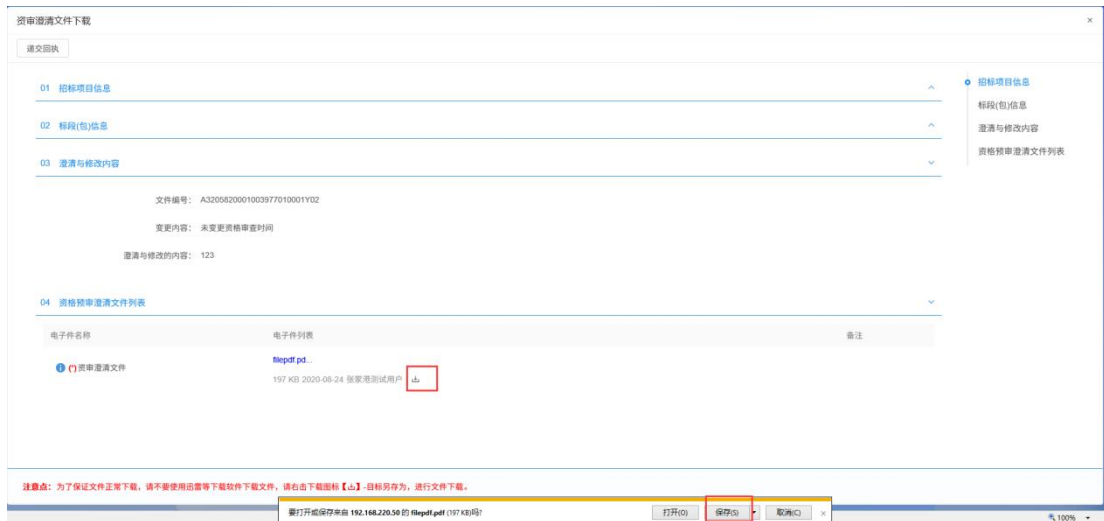 资审澄清文件下载 ×
递交回执
01 招标项目信息
02 标段(包)信息
03 澄清与修改内容
文件编号: A3205820001003977010001Y02
变更内容: 未变更资格审查时间
澄清与修改的内容: 123
04 资格预审澄清文件列表
电子件名称 电子件列表 备注
(*)资审澄清文件
filepdf.pd...
197 KB 2020-08-24 张家港测试用户
招标项目信息
标段(包)信息
澄清与修改内容
资格预审澄清文件列表
注意点: 为了保证文件正常下载, 请不要使用迅雷等下载软件下载文件, 请右击下载图标【】-目标另存为, 进行文件下载。
要打开或保存来自 192.168.220.50 的 filepdf.pdf (197 KB)吗? 打开(O) 保存(S) 取消(C) ×
100%